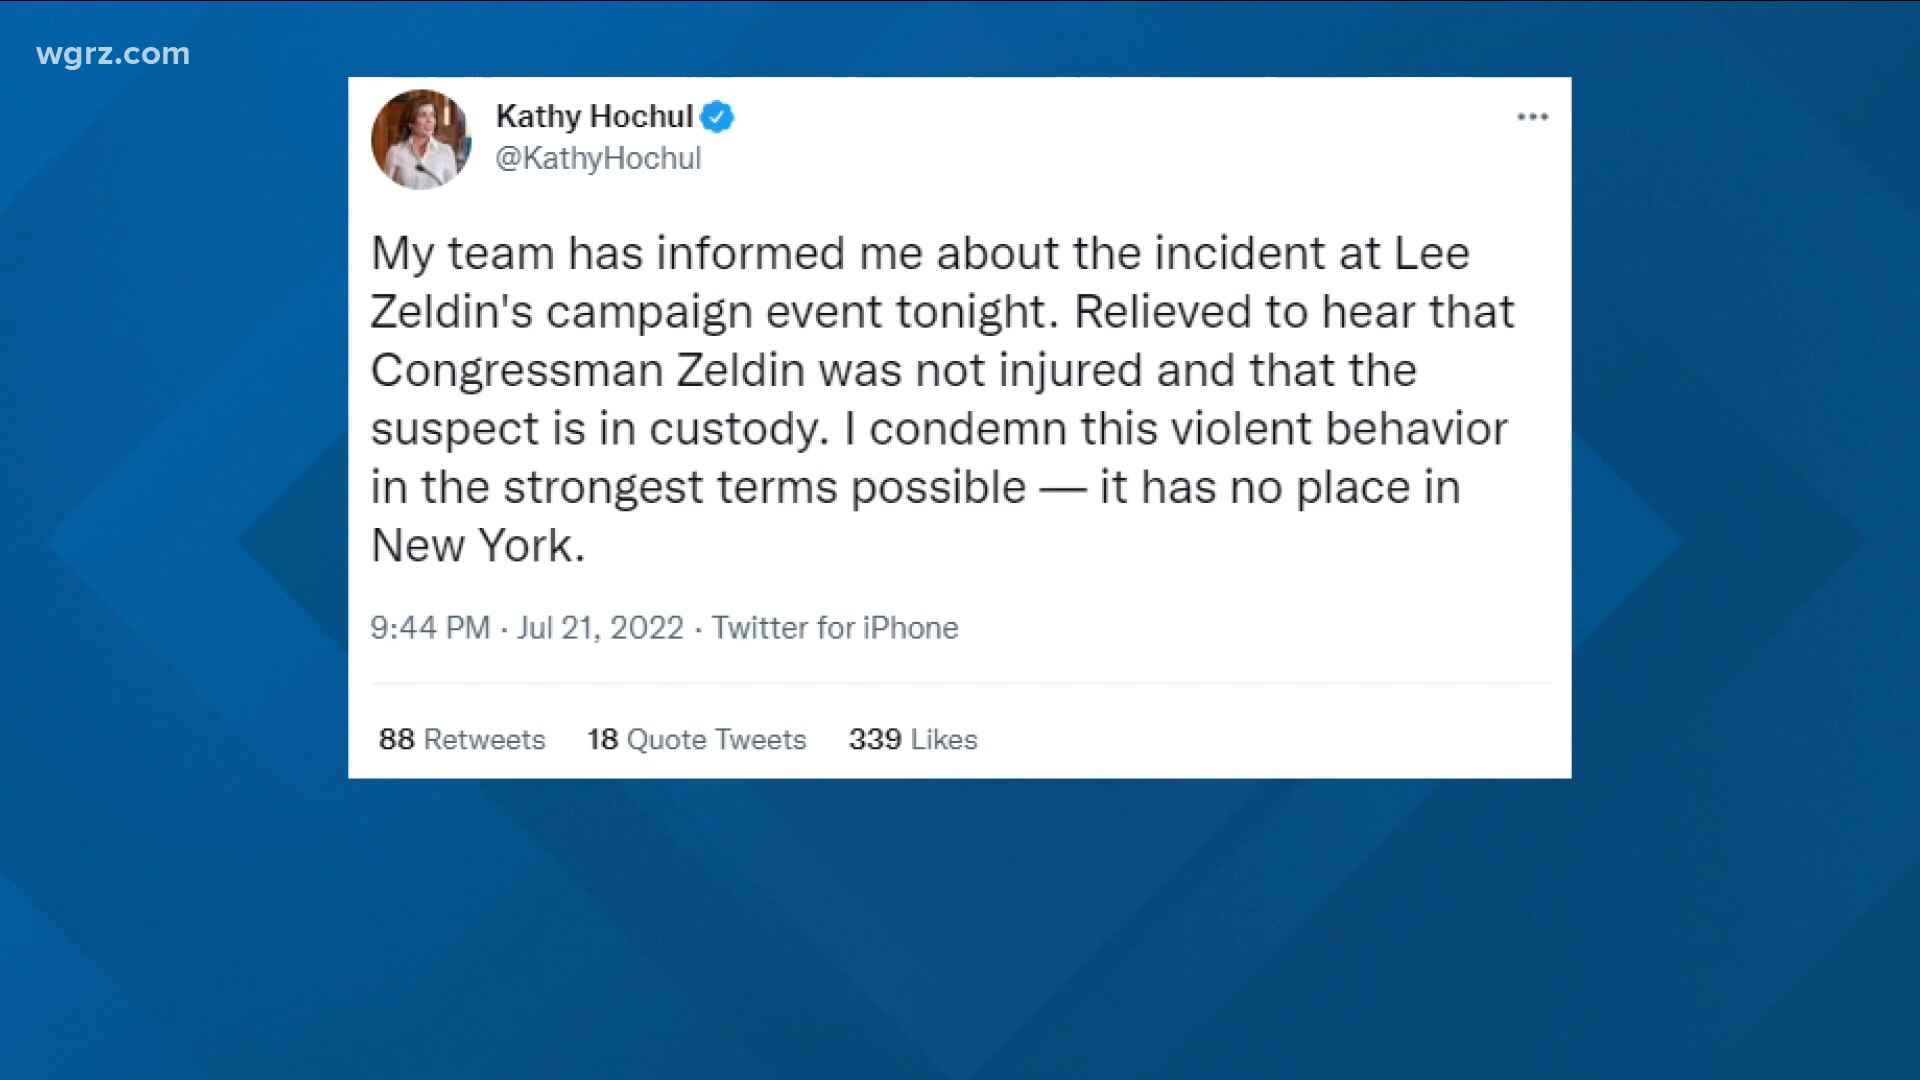 wgrz.com
Kathy Hochul
@KathyHochul
My team has informed me about the incident at Lee
Zeldin's campaign event tonight. Relieved to hear that
Congressman Zeldin was not injured and that the
suspect is in custody. I condemn this violent behavior
in the strongest terms possible — it has no place in
New York.
9:44 PM · Jul 21, 2022 · Twitter for iPhone
88 Retweets 18 Quote Tweets 339 Likes